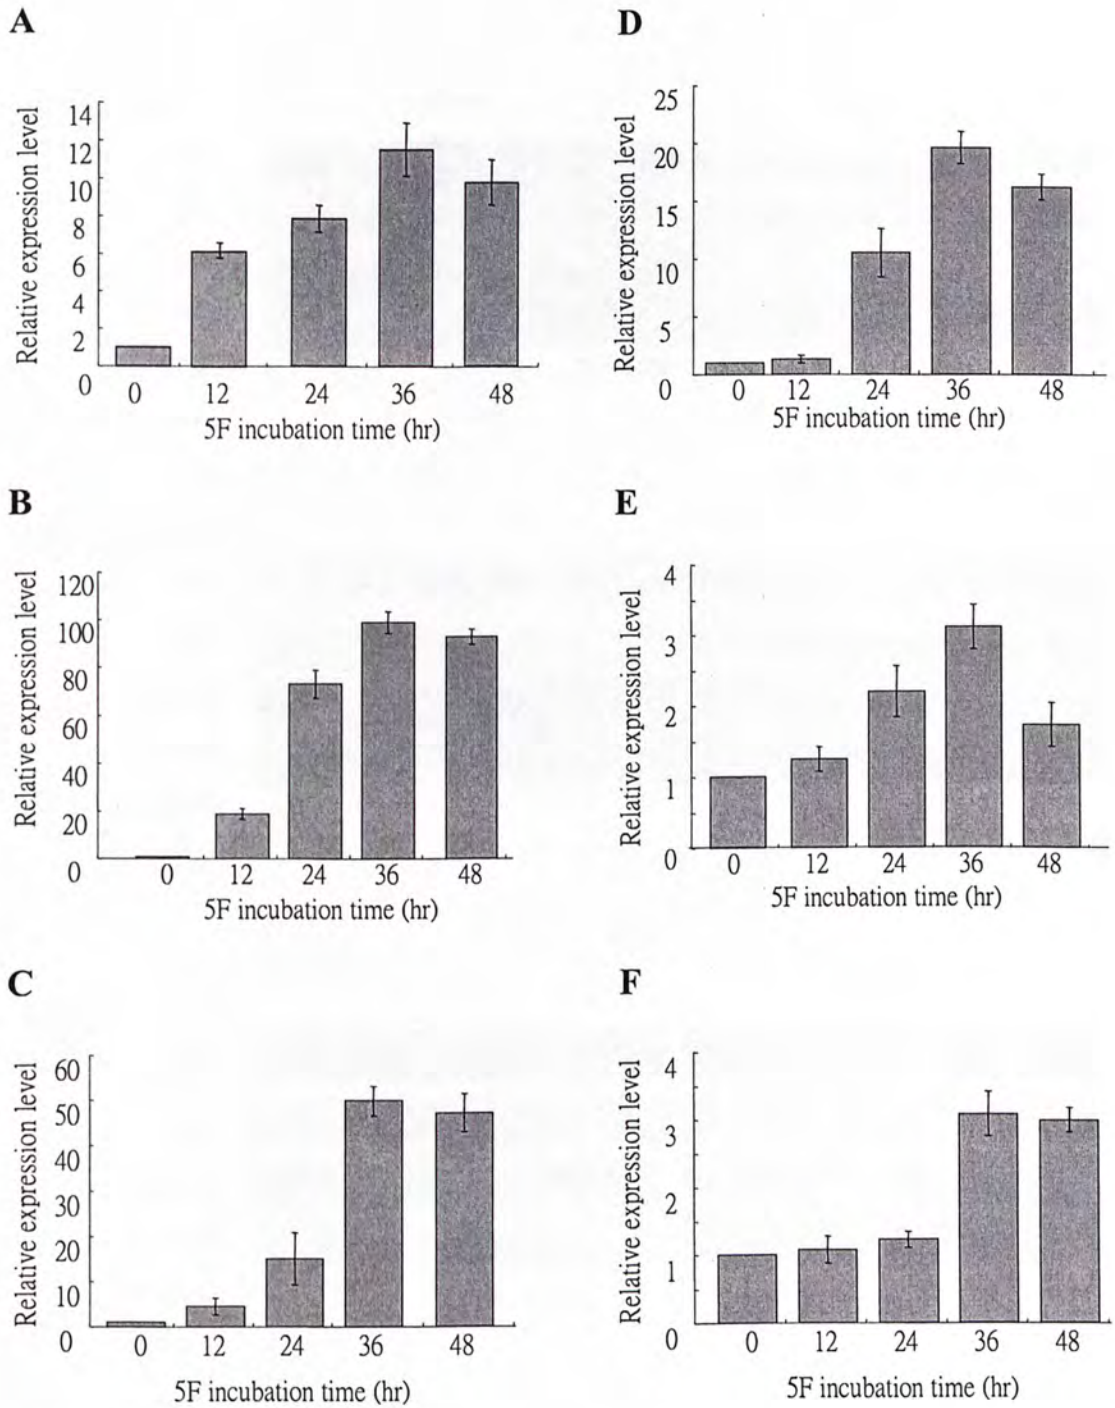 A
Relative expression level
14
12
10
8
6
4
2
0
0 12 24 36 48
5F incubation time (hr)
B
Relative expression level
120
100
80
60
40
20
0
0 12 24 36 48
5F incubation time (hr)
C
Relative expression level
60
50
40
30
20
10
0
0 12 24 36 48
5F incubation time (hr)
D
Relative expression level
25
20
15
10
5
0
0 12 24 36 48
5F incubation time (hr)
E
Relative expression level
4
3
2
1
0
0 12 24 36 48
5F incubation time (hr)
F
Relative expression level
4
3
2
1
0
0 12 24 36 48
5F incubation time (hr)